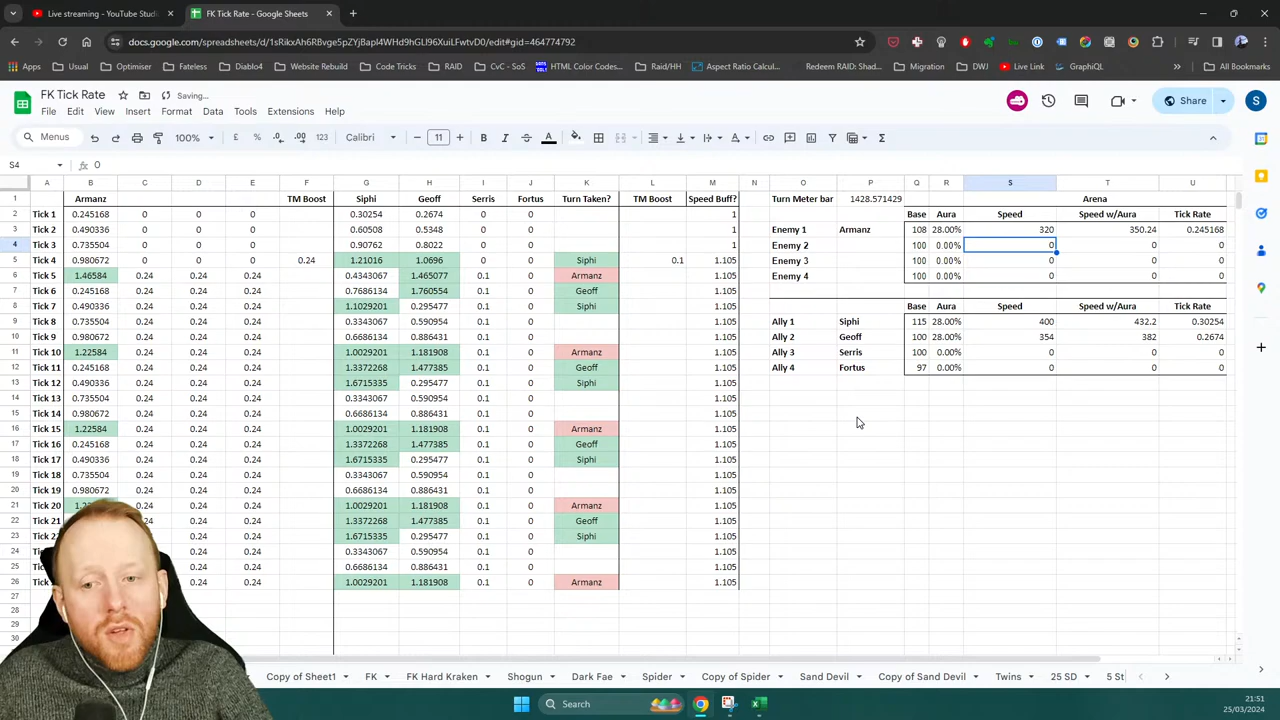 Live streaming - YouTube Studio
FK Tick Rate - Google Sheets
docs.google.com/spreadsheets/d/1sRikxAh6RBvge5pZYjBapI4WHd9hGLl96XuiLFwtvD0/edit#gid=464774792
Apps Usual Optimiser Fateless Diablo4 Website Rebuild Code Tricks RAID CvC - SoS HTML Color Codes... Raid/HH Aspect Ratio Calcul... Redeem RAID: Shad... Migration DWJ Live Link GraphiQL All Bookmarks
FK Tick Rate Saving...
File Edit View Insert Format Data Tools Extensions Help
Share S
Menus 100% £ % .0 .00 123 Calibri 11 B I A
S4 fx 0
A B C D E F G H I J K L M N O P Q R S T U
1 Armanz TM Boost Siphi Geoff Serris Fortus Turn Taken? TM Boost Speed Buff? Turn Meter bar 1428.571429 Arena
2 Tick 1 0.245168 0 0 0 0.30254 0.2674 0 0 1 Base Aura Speed Speed w/Aura Tick Rate
3 Tick 2 0.490336 0 0 0 0.60508 0.5348 0 0 1 Enemy 1 Armanz 108 28.00% 320 350.24 0.245168
4 Tick 3 0.735504 0 0 0 0.90762 0.8022 0 0 1 Enemy 2 100 0.00% 0 0 0
5 Tick 4 0.980672 0 0 0 0.24 1.21016 1.0696 0 0 Siphi 0.1 1.105 Enemy 3 100 0.00% 0 0 0
6 Tick 5 1.46584 0.24 0.24 0.24 0.4343067 1.465077 0.1 0 Armanz 1.105 Enemy 4 100 0.00% 0 0 0
7 Tick 6 0.245168 0.24 0.24 0.24 0.7686134 1.760554 0.1 0 Geoff 1.105
8 Tick 7 0.490336 0.24 0.24 0.24 1.1029201 0.295477 0.1 0 Siphi 1.105 Base Aura Speed Speed w/Aura Tick Rate
9 Tick 8 0.735504 0.24 0.24 0.24 0.3343067 0.590954 0.1 0 1.105 Ally 1 Siphi 115 28.00% 400 432.2 0.30254
10 Tick 9 0.980672 0.24 0.24 0.24 0.6686134 0.886431 0.1 0 1.105 Ally 2 Geoff 100 28.00% 354 382 0.2674
11 Tick 10 1.22584 0.24 0.24 0.24 1.0029201 1.181908 0.1 0 Armanz 1.105 Ally 3 Serris 100 0.00% 0 0 0
12 Tick 11 0.245168 0.24 0.24 0.24 1.3372268 1.477385 0.1 0 Geoff 1.105 Ally 4 Fortus 97 0.00% 0 0 0
13 Tick 12 0.490336 0.24 0.24 0.24 1.6715335 0.295477 0.1 0 Siphi 1.105
14 Tick 13 0.735504 0.24 0.24 0.24 0.3343067 0.590954 0.1 0 1.105
15 Tick 14 0.980672 0.24 0.24 0.24 0.6686134 0.886431 0.1 0 1.105
16 Tick 15 1.22584 0.24 0.24 0.24 1.0029201 1.181908 0.1 0 Armanz 1.105
17 Tick 16 0.245168 0.24 0.24 0.24 1.3372268 1.477385 0.1 0 Geoff 1.105
18 Tick 17 0.490336 0.24 0.24 0.24 1.6715335 0.295477 0.1 0 Siphi 1.105
19 Tick 18 0.735504 0.24 0.24 0.24 0.3343067 0.590954 0.1 0 1.105
20 Tick 19 0.980672 0.24 0.24 0.24 0.6686134 0.886431 0.1 0 1.105
21 Tick 20 0.24 0.24 0.24 1.0029201 1.181908 0.1 0 Armanz 1.105
22 Tick 21 0.24 0.24 0.24 1.3372268 1.477385 0.1 0 Geoff 1.105
23 0.24 0.24 1.6715335 0.295477 0.1 0 Siphi 1.105
24 0.24 0.24 0.3343067 0.590954 0.1 0 1.105
25 0.24 0.24 0.6686134 0.886431 0.1 0 1.105
26 0.24 0.24 1.0029201 1.181908 0.1 0 Armanz 1.105
27
28
29
30
Copy of Sheet1 FK FK Hard Kraken Shogun Dark Fae Spider Copy of Spider Sand Devil Copy of Sand Devil Twins 25 SD 5 St
Search
21:51
25/03/2024